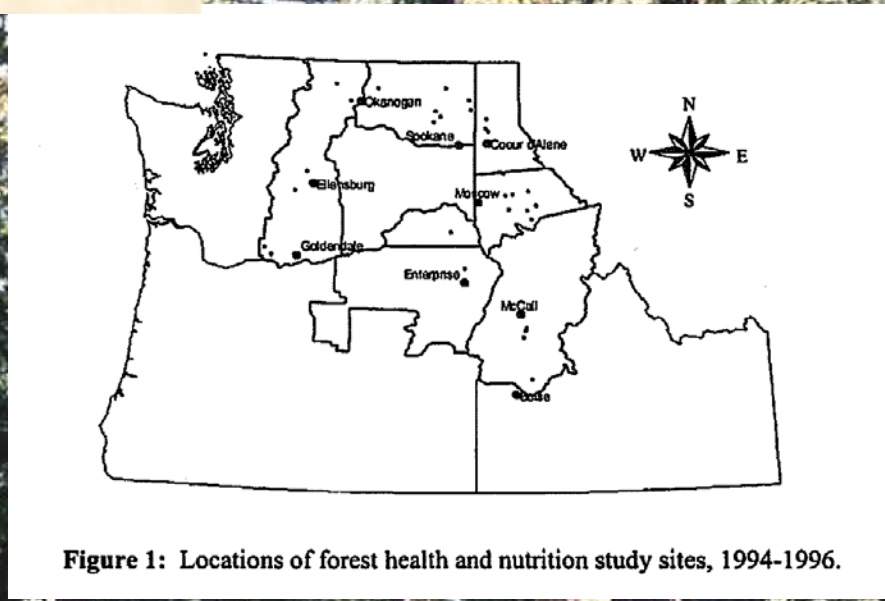 N
Okanogan
Spokane
Coeur d'Alene
W
E
Ellensburg
Moscow
S
Goldendale
Enterprise
McCall
Boise
Figure 1: Locations of forest health and nutrition study sites, 1994-1996.